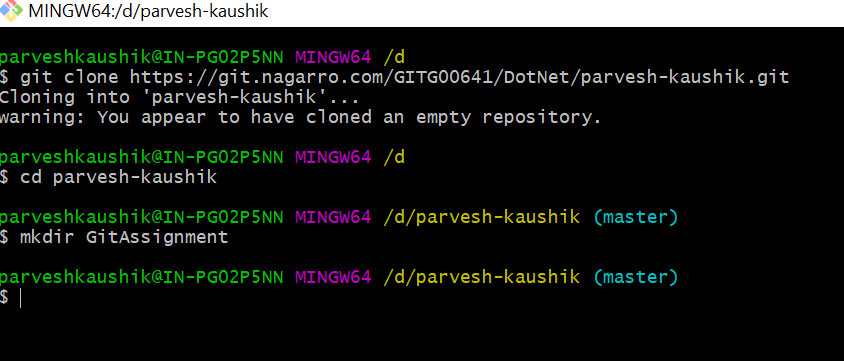 MINGW64:/d/parvesh-kaushik
parveshkaushik@IN-PG02P5NN MINGW64 /d
$ git clone https://git.nagarro.com/GITG00641/DotNet/parvesh-kaushik.git
Cloning into 'parvesh-kaushik'...
warning: You appear to have cloned an empty repository.
parveshkaushik@IN-PG02P5NN MINGW64 /d
$ cd parvesh-kaushik
parveshkaushik@IN-PG02P5NN MINGW64 /d/parvesh-kaushik (master)
$ mkdir GitAssignment
parveshkaushik@IN-PG02P5NN MINGW64 /d/parvesh-kaushik (master)
$